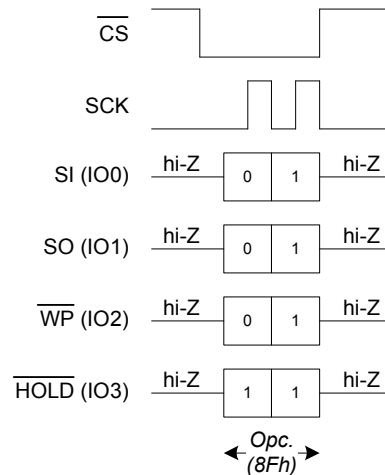 CS
SCK
hi-Z hi-Z
SI (IO0) 0 1
hi-Z hi-Z
SO (IO1) 0 1
hi-Z hi-Z
WP (IO2) 0 1
hi-Z hi-Z
HOLD (IO3) 1 1
Opc.
(8Fh)